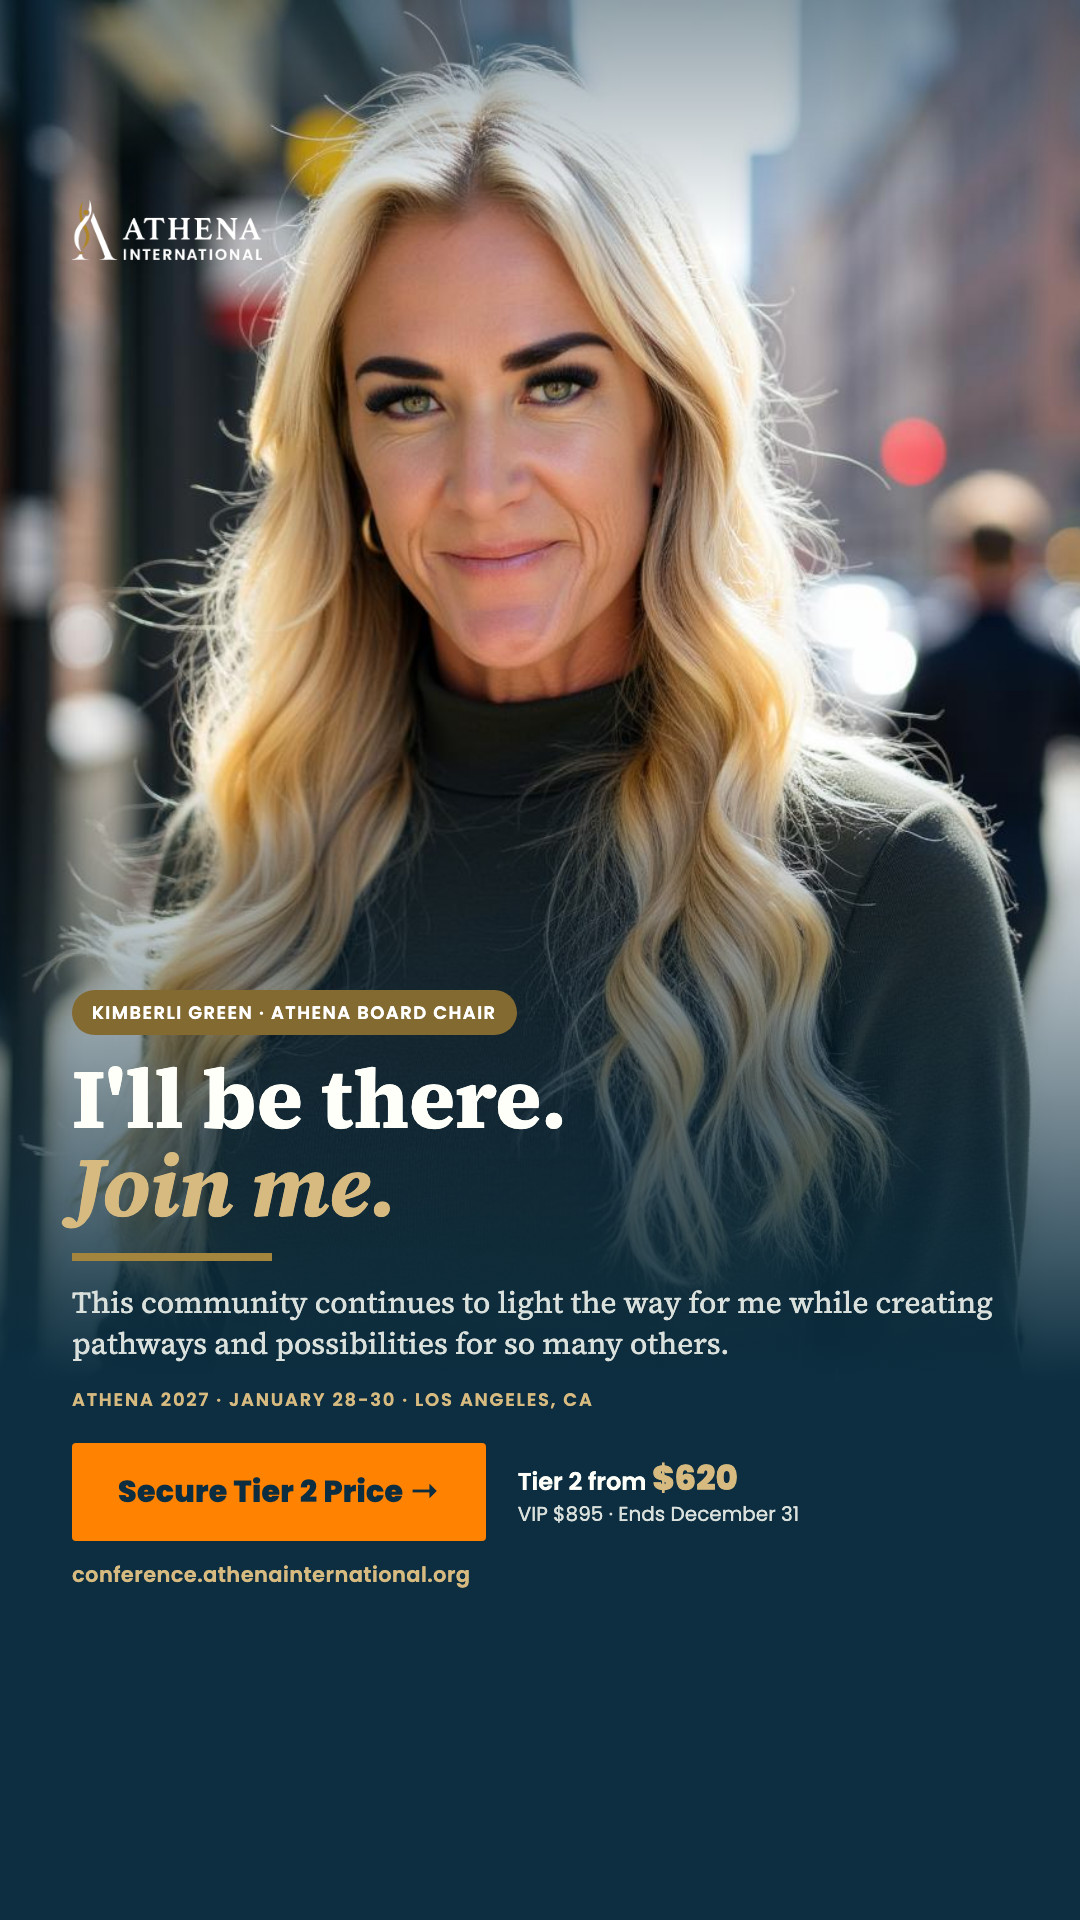 ATHENA
INTERNATIONAL
KIMBERLI GREEN · ATHENA BOARD CHAIR
I'll be there.
Join me.
This community continues to light the way for me while creating
pathways and possibilities for so many others.
ATHENA 2027 · JANUARY 28–30 · LOS ANGELES, CA
Secure Tier 2 Price →
Tier 2 from $620
VIP $895 · Ends December 31
conference.athenainternational.org